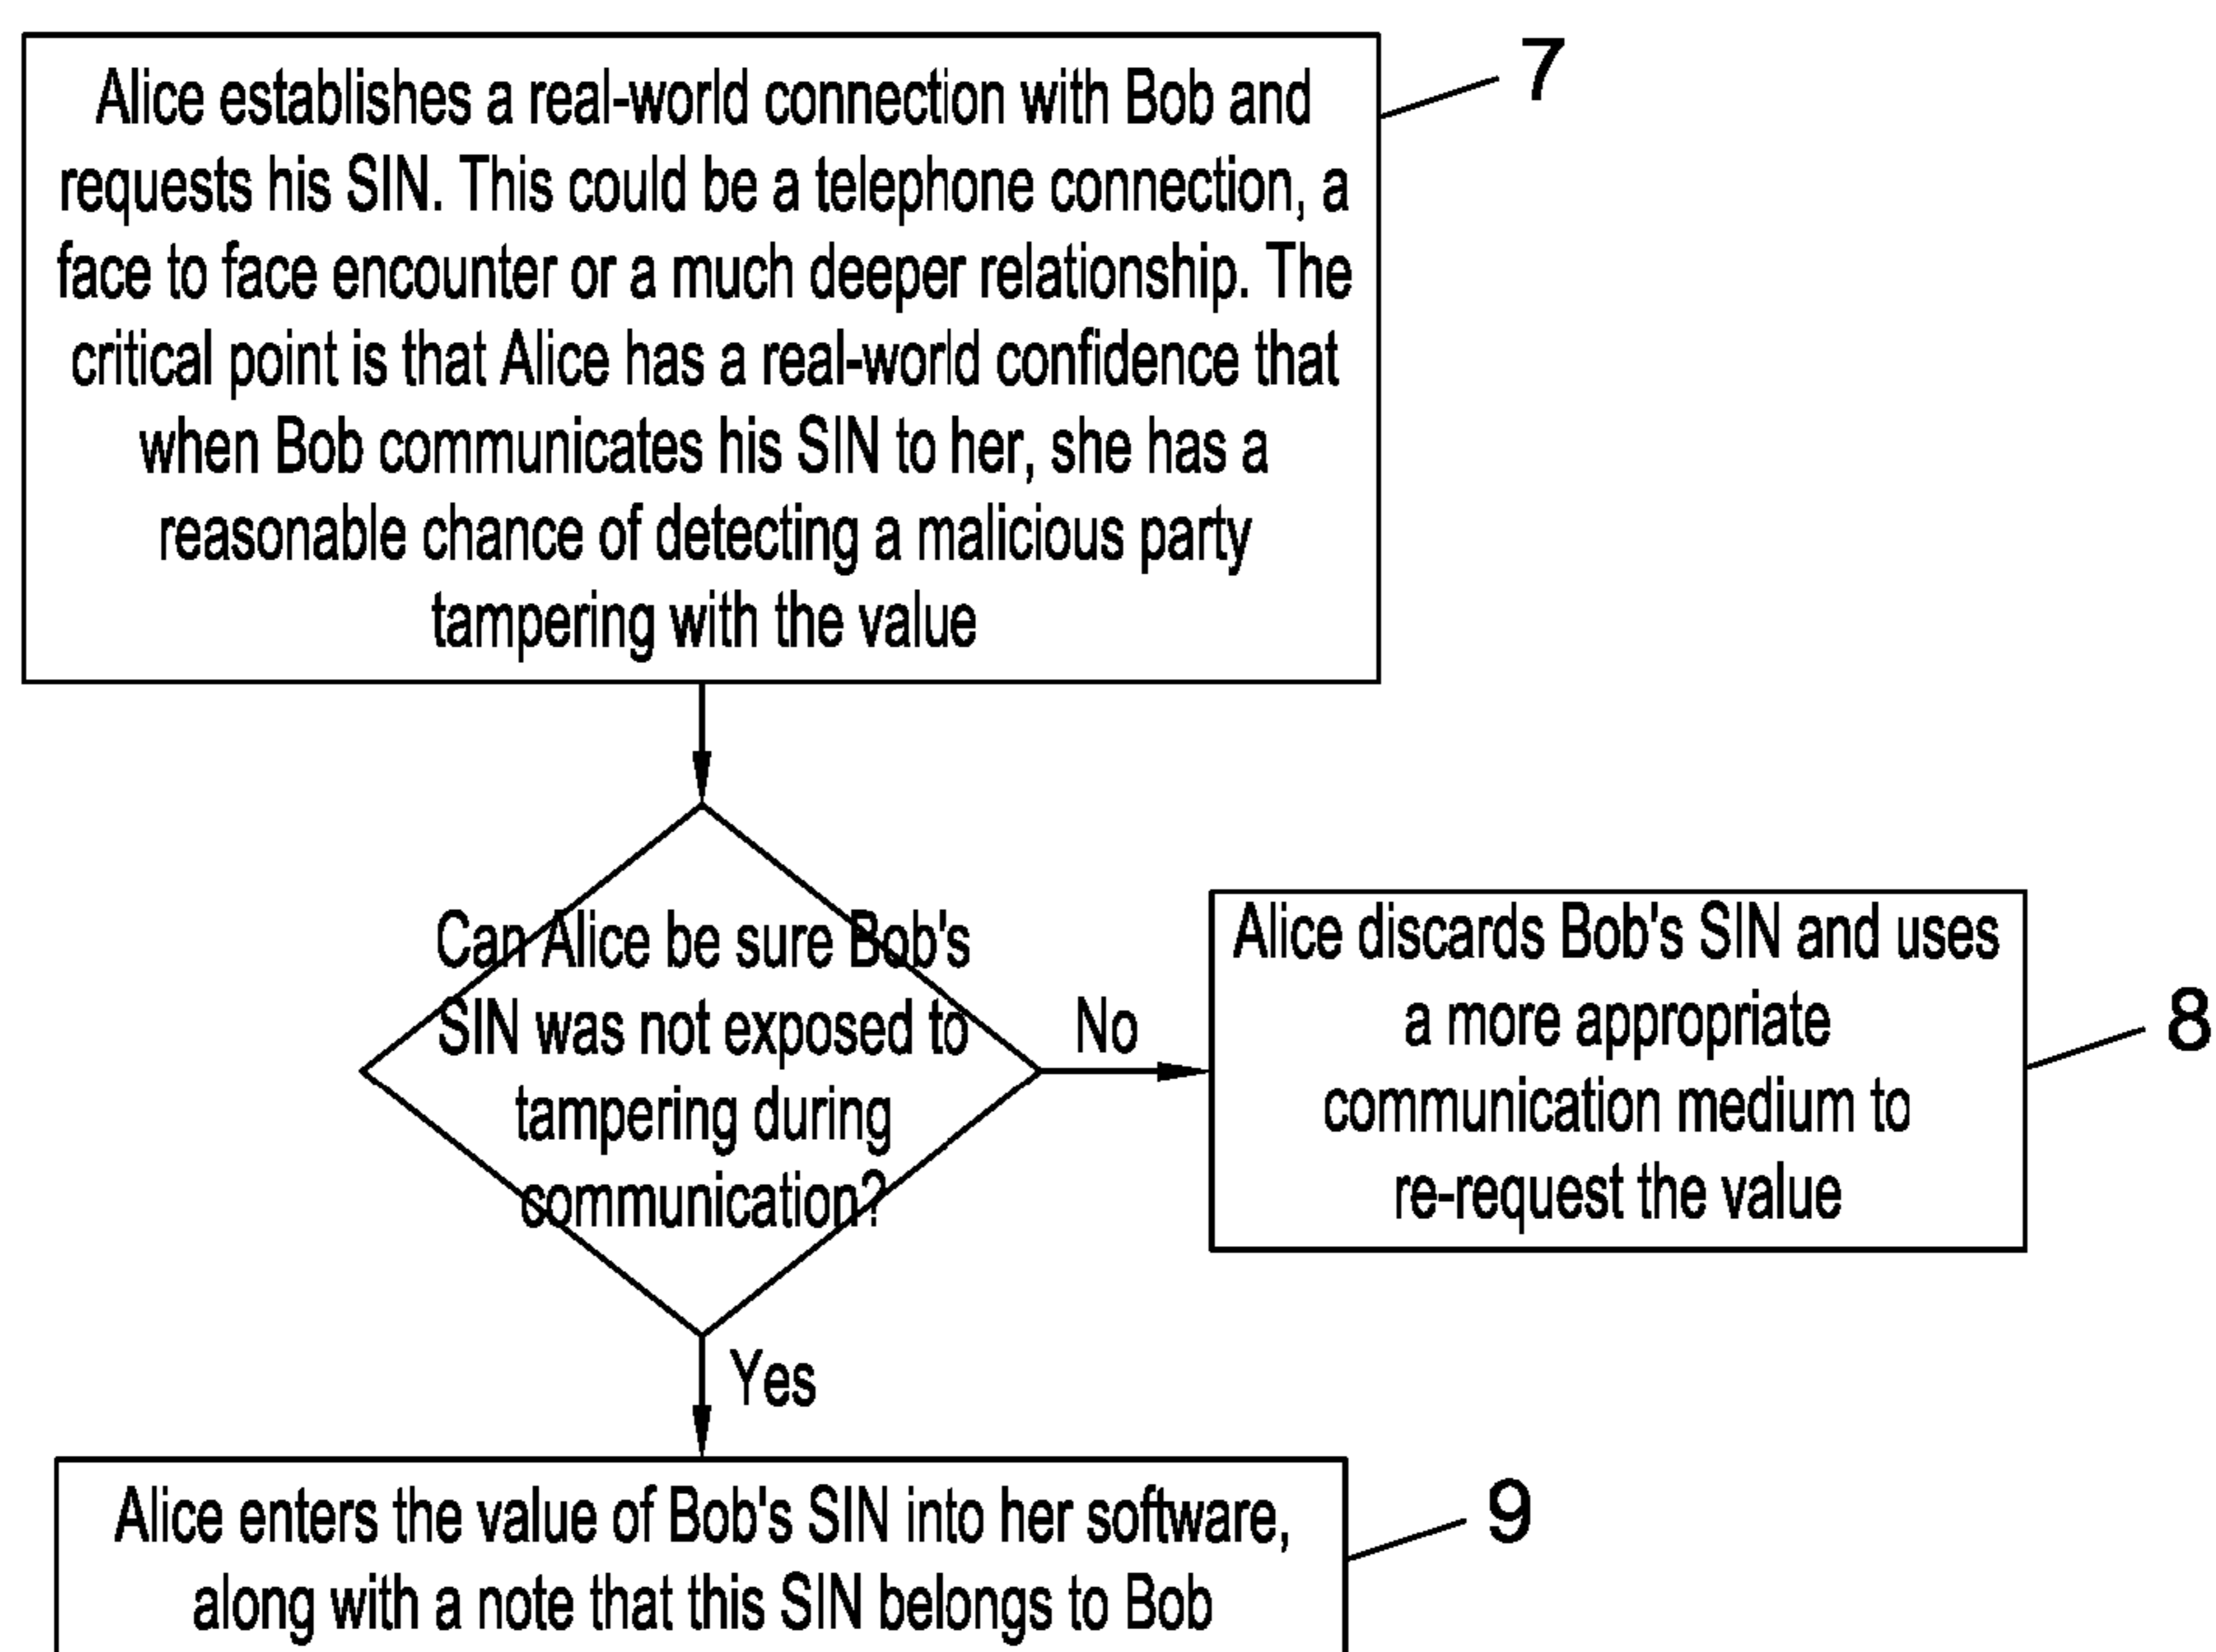 Alice establishes a real-world connection with Bob and
requests his SIN. This could be a telephone connection, a
face to face encounter or a much deeper relationship. The
critical point is that Alice has a real-world confidence that
when Bob communicates his SIN to her, she has a
reasonable chance of detecting a malicious party
tampering with the value
7
Can Alice be sure Bob's
SIN was not exposed to
tampering during
communication?
No
Alice discards Bob's SIN and uses
a more appropriate
communication medium to
re-request the value
8
Yes
Alice enters the value of Bob's SIN into her software,
along with a note that this SIN belongs to Bob
9